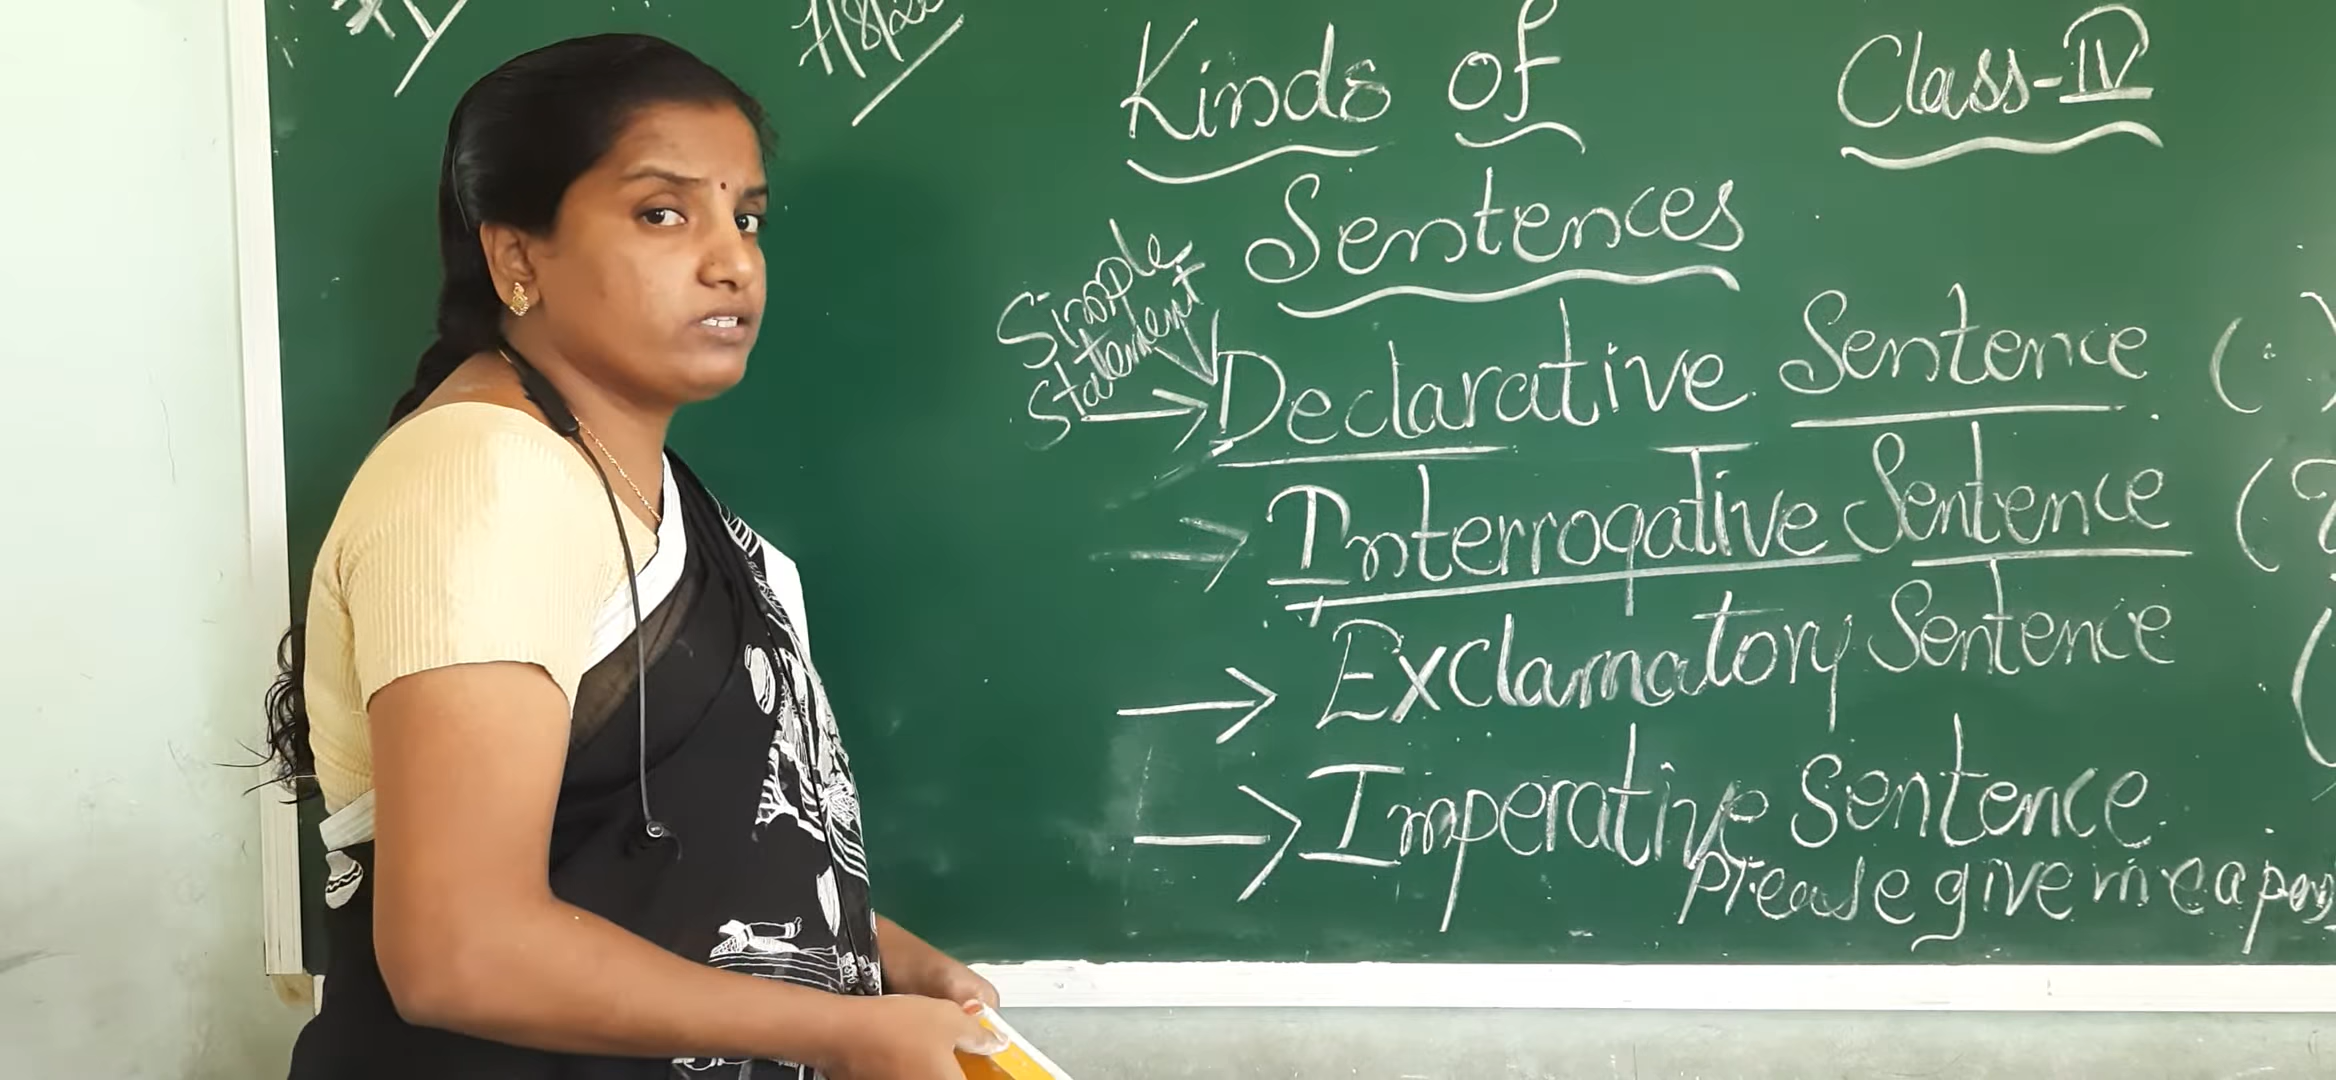 Kinds of
Class-IV
Sentences
Simple
statement
Declarative Sentence (.)
Interrogative Sentence (?
Exclamatory Sentence (
Imperative Sentence
Please give me a